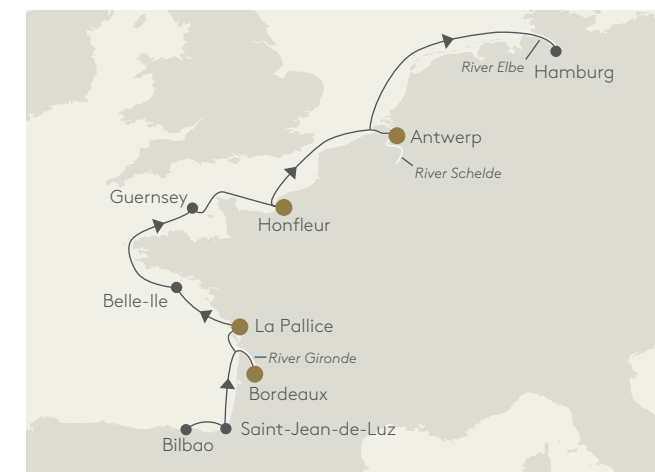 River Elbe
Hamburg
Antwerp
River Schelde
Guernsey
Honfleur
Belle-Ile
La Pallice
River Gironde
Bordeaux
Saint-Jean-de-Luz
Bilbao